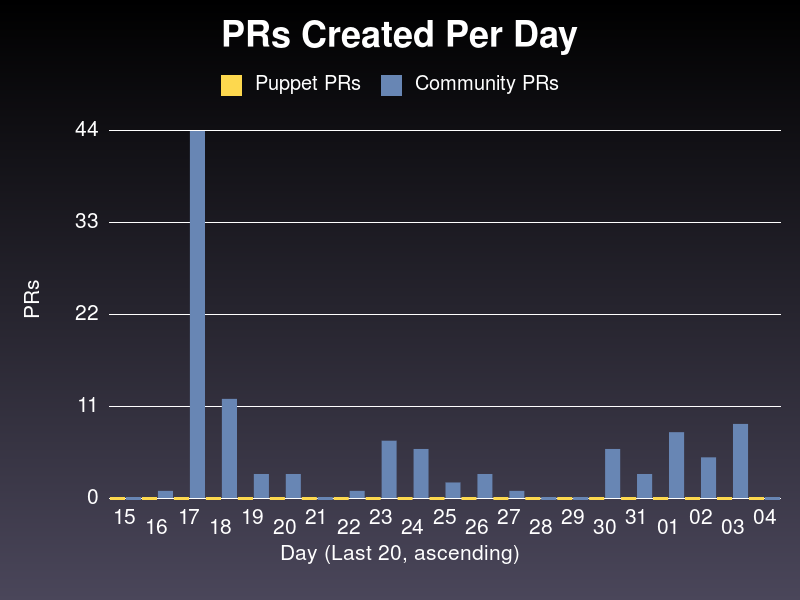 PRs Created Per Day
Puppet PRs Community PRs
44
33
22
11
0
PRs
15 16 17 18 19 20 21 22 23 24 25 26 27 28 29 30 31 01 02 03 04
Day (Last 20, ascending)